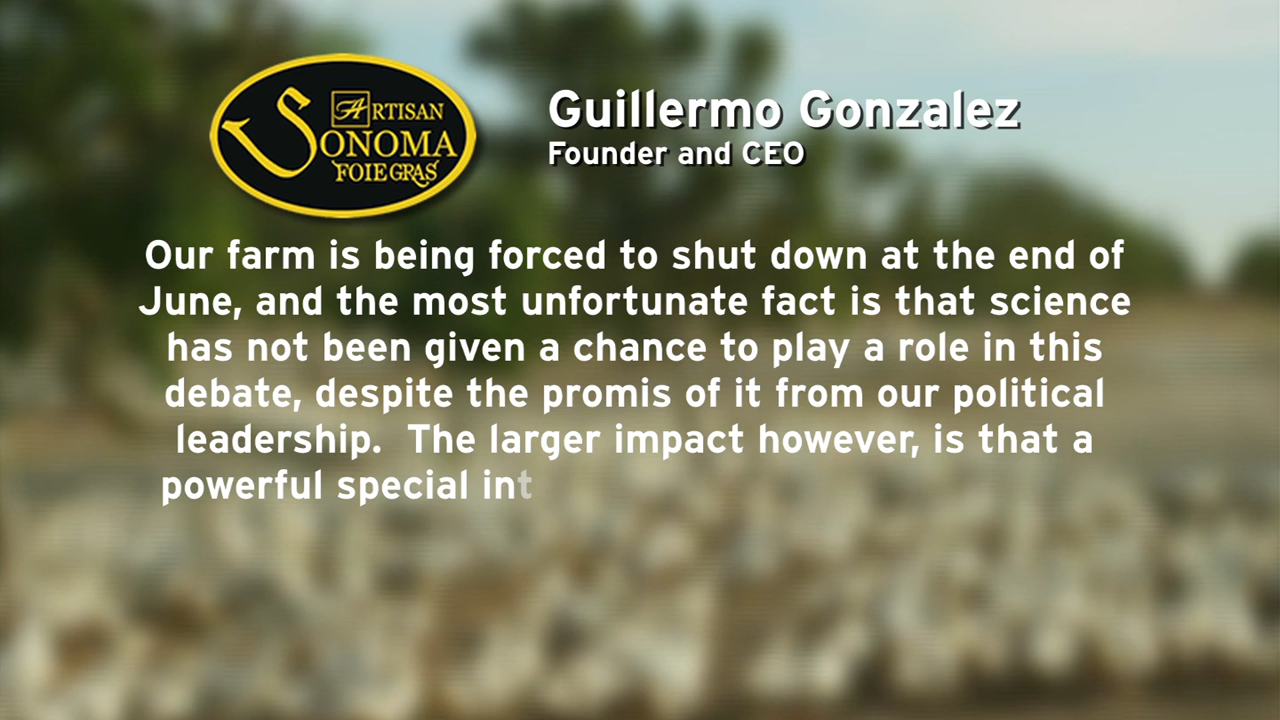 ARTISAN
SONOMA
FOIE GRAS
Guillermo Gonzalez
Founder and CEO
Our farm is being forced to shut down at the end of
June, and the most unfortunate fact is that science
has not been given a chance to play a role in this
debate, despite the promis of it from our political
leadership. The larger impact however, is that a
powerful special int